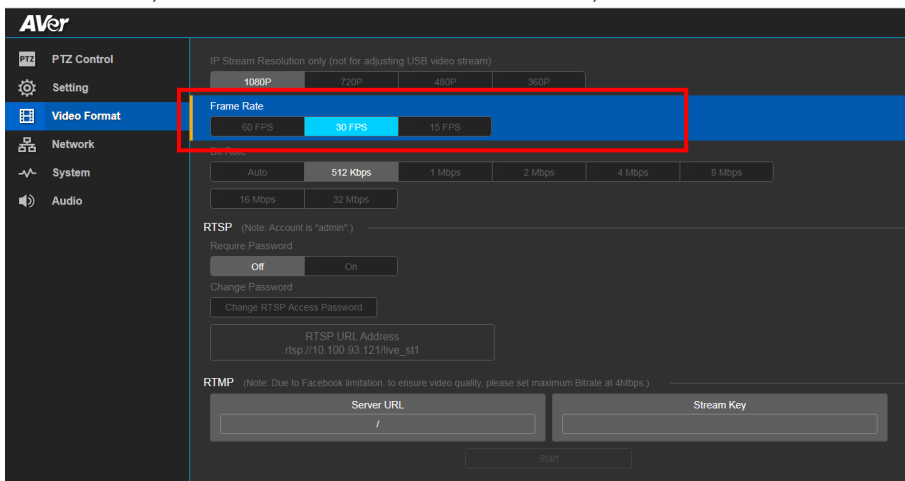 AVer
PTZ PTZ Control
Setting
Video Format
Network
System
Audio
IP Stream Resolution only (not for adjusting USB video stream)
1080P 720P 480P 360P
Frame Rate
60 FPS 30 FPS 15 FPS
Bit Rate
Auto 512 Kbps 1 Mbps 2 Mbps 4 Mbps 8 Mbps
16 Mbps 32 Mbps
RTSP (Note: Account is "admin".)
Require Password
Off On
Change Password
Change RTSP Access Password
RTSP URL Address
rtsp://10.100.93.121/live_st1
RTMP (Note: Due to Facebook limitation, to ensure video quality, please set maximum Bitrate at 4Mbps.)
Server URL Stream Key
/
Start